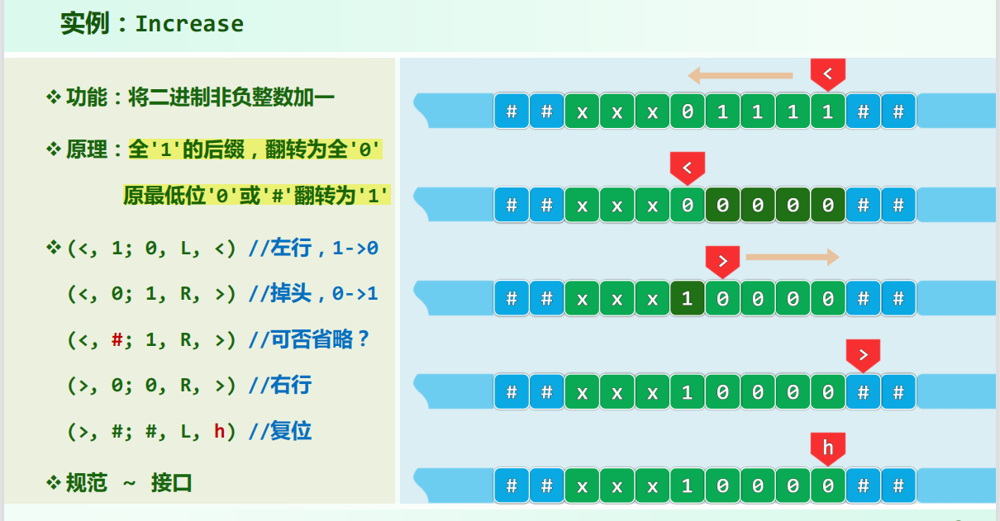 实例：Increase
❖ 功能：将二进制非负整数加一
❖ 原理：全'1'的后缀，翻转为全'0'
原最低位'0'或'#'翻转为'1'
❖ (<, 1; 0, L, <) //左行，1->0
(<, 0; 1, R, >) //掉头，0->1
(<, #; 1, R, >) //可否省略？
(>, 0; 0, R, >) //右行
(>, #; #, L, h) //复位
❖ 规范 ~ 接口
<
# # x x x 0 1 1 1 1 # #
<
# # x x x 0 0 0 0 0 # #
>
# # x x x 1 0 0 0 0 # #
>
# # x x x 1 0 0 0 0 # #
h
# # x x x 1 0 0 0 0 # #